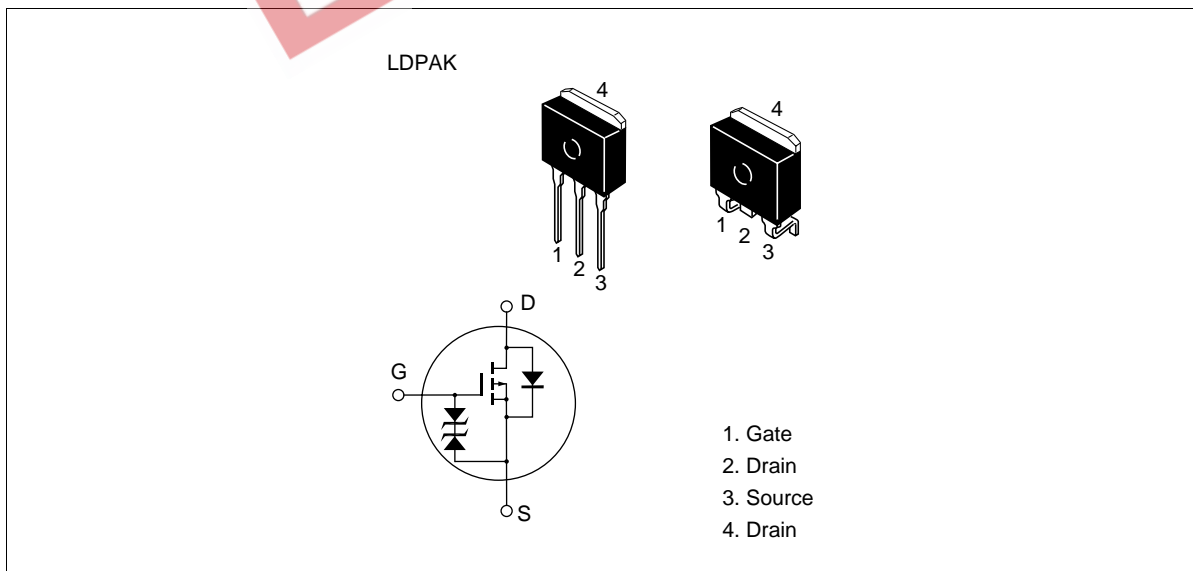 LDPAK
4
4
1
2
3
1
2
3
D
G
S
1. Gate
2. Drain
3. Source
4. Drain